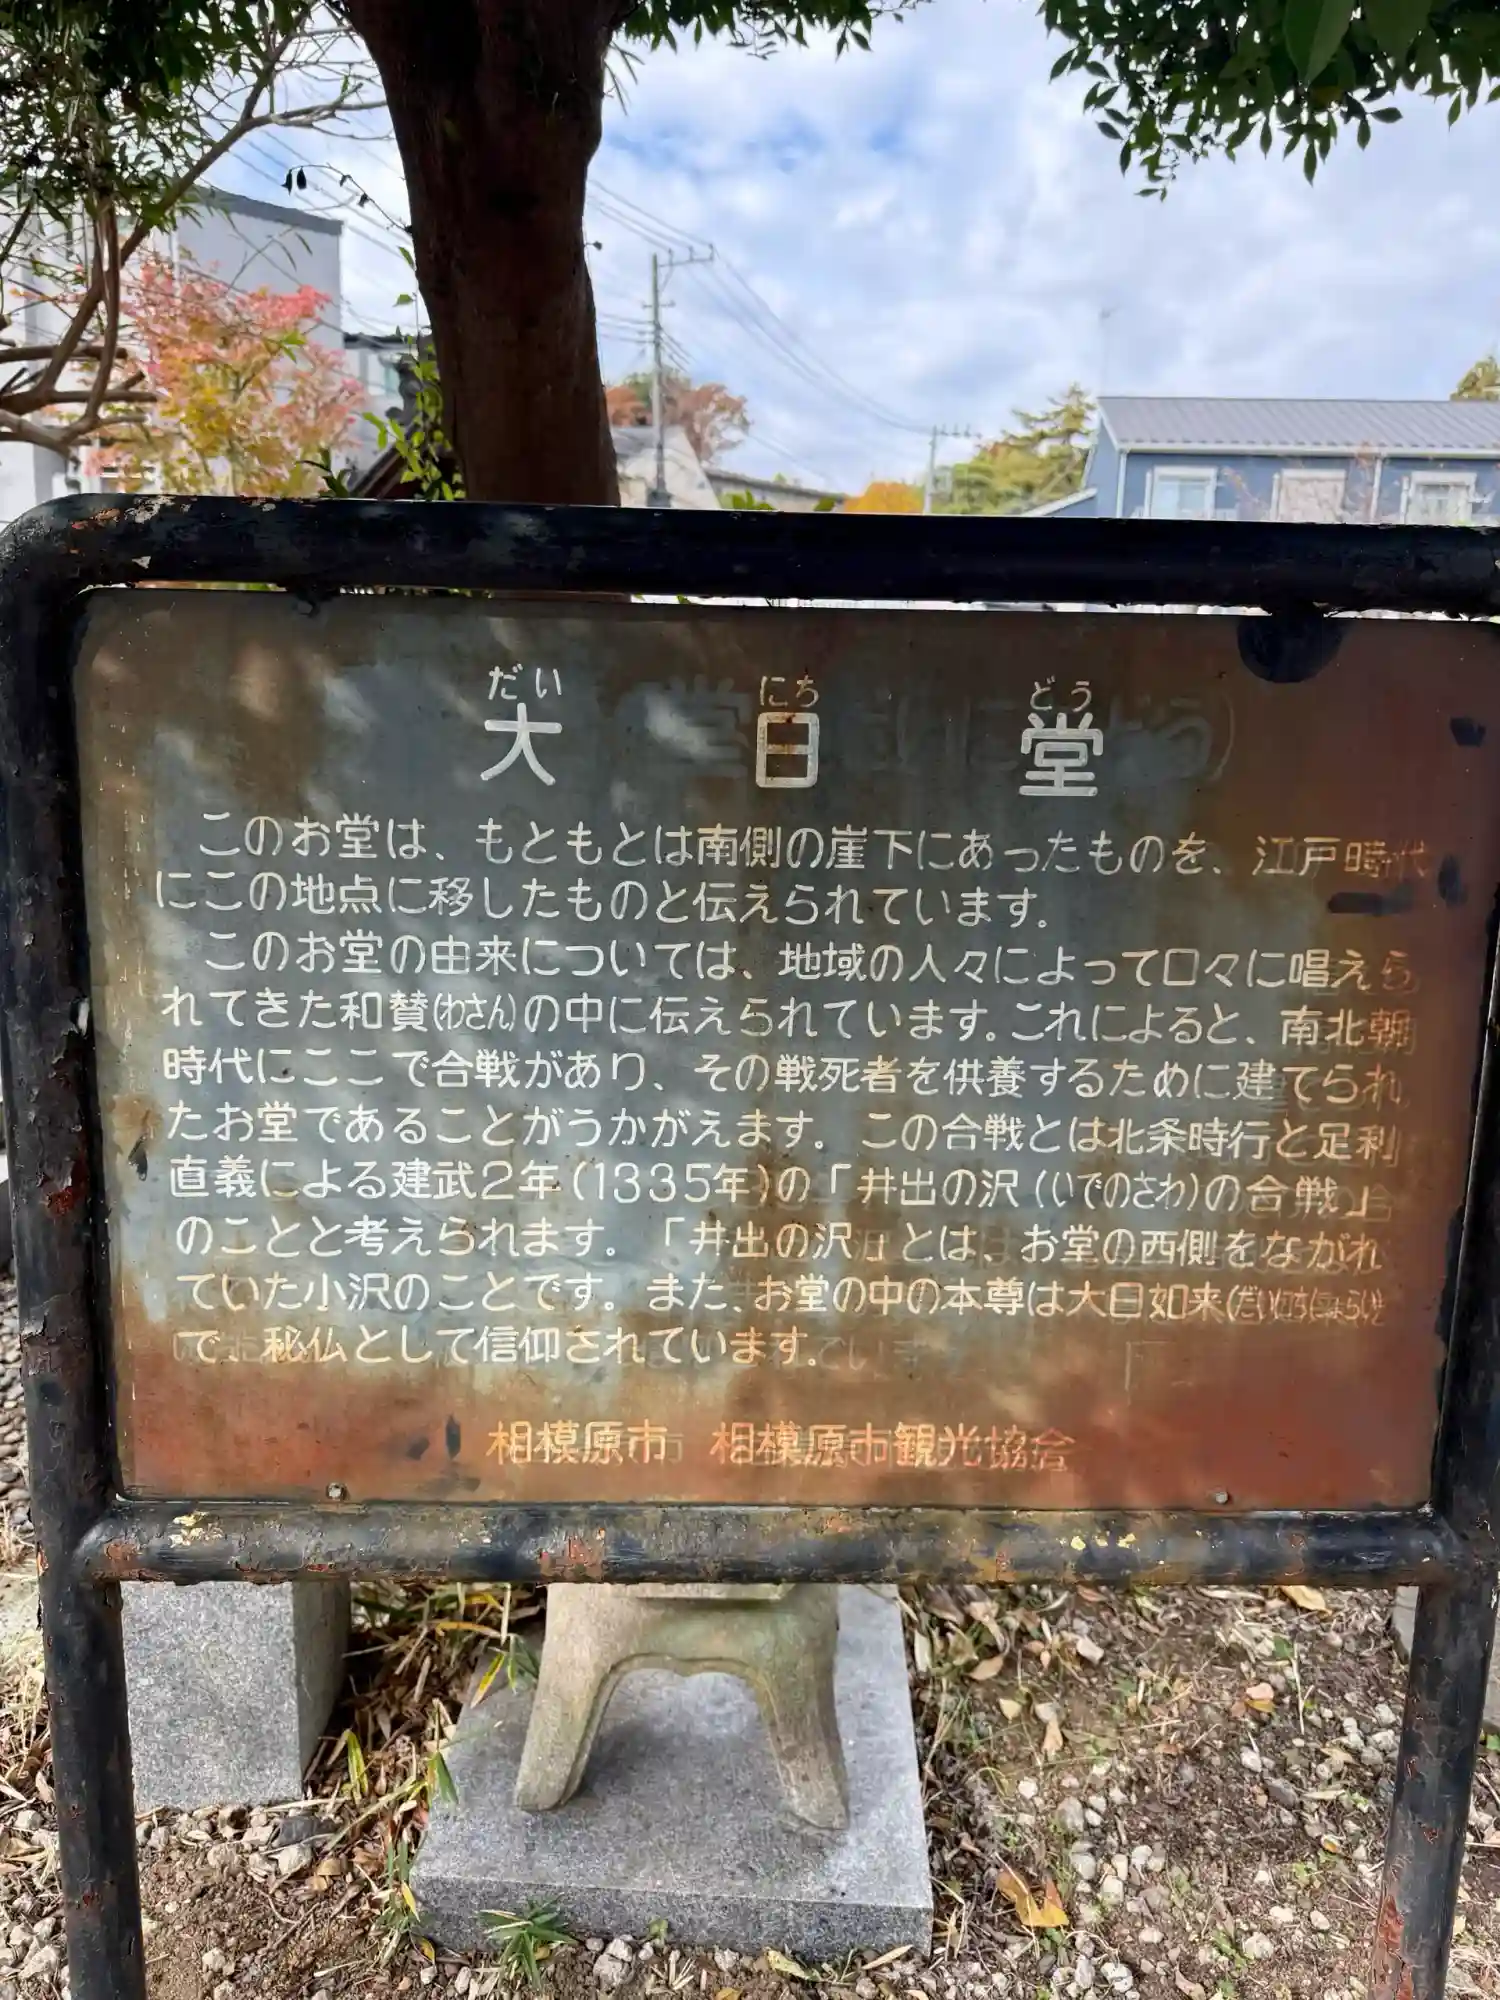 だい にち どう
大日堂
このお堂は、もともとは南側の崖下にあったものを、江戸時代
にこの地点に移したものと伝えられています。
このお堂の由来については、地域の人々によって口々に唱えら
れてきた和賛(わさん)の中に伝えられています。これによると、南北朝
時代にここで合戦があり、その戦死者を供養するために建てられ
たお堂であることがうかがえます。この合戦とは北条時行と足利
直義による建武2年(1335年)の「井出の沢(いでのさわ)の合戦」
のことと考えられます。「井出の沢」とは、お堂の西側をながれ
ていた小沢のことです。また、お堂の中の本尊は大日如来(だいにちにょらい)
で、秘仏として信仰されています。
相模原市 相模原市観光協会